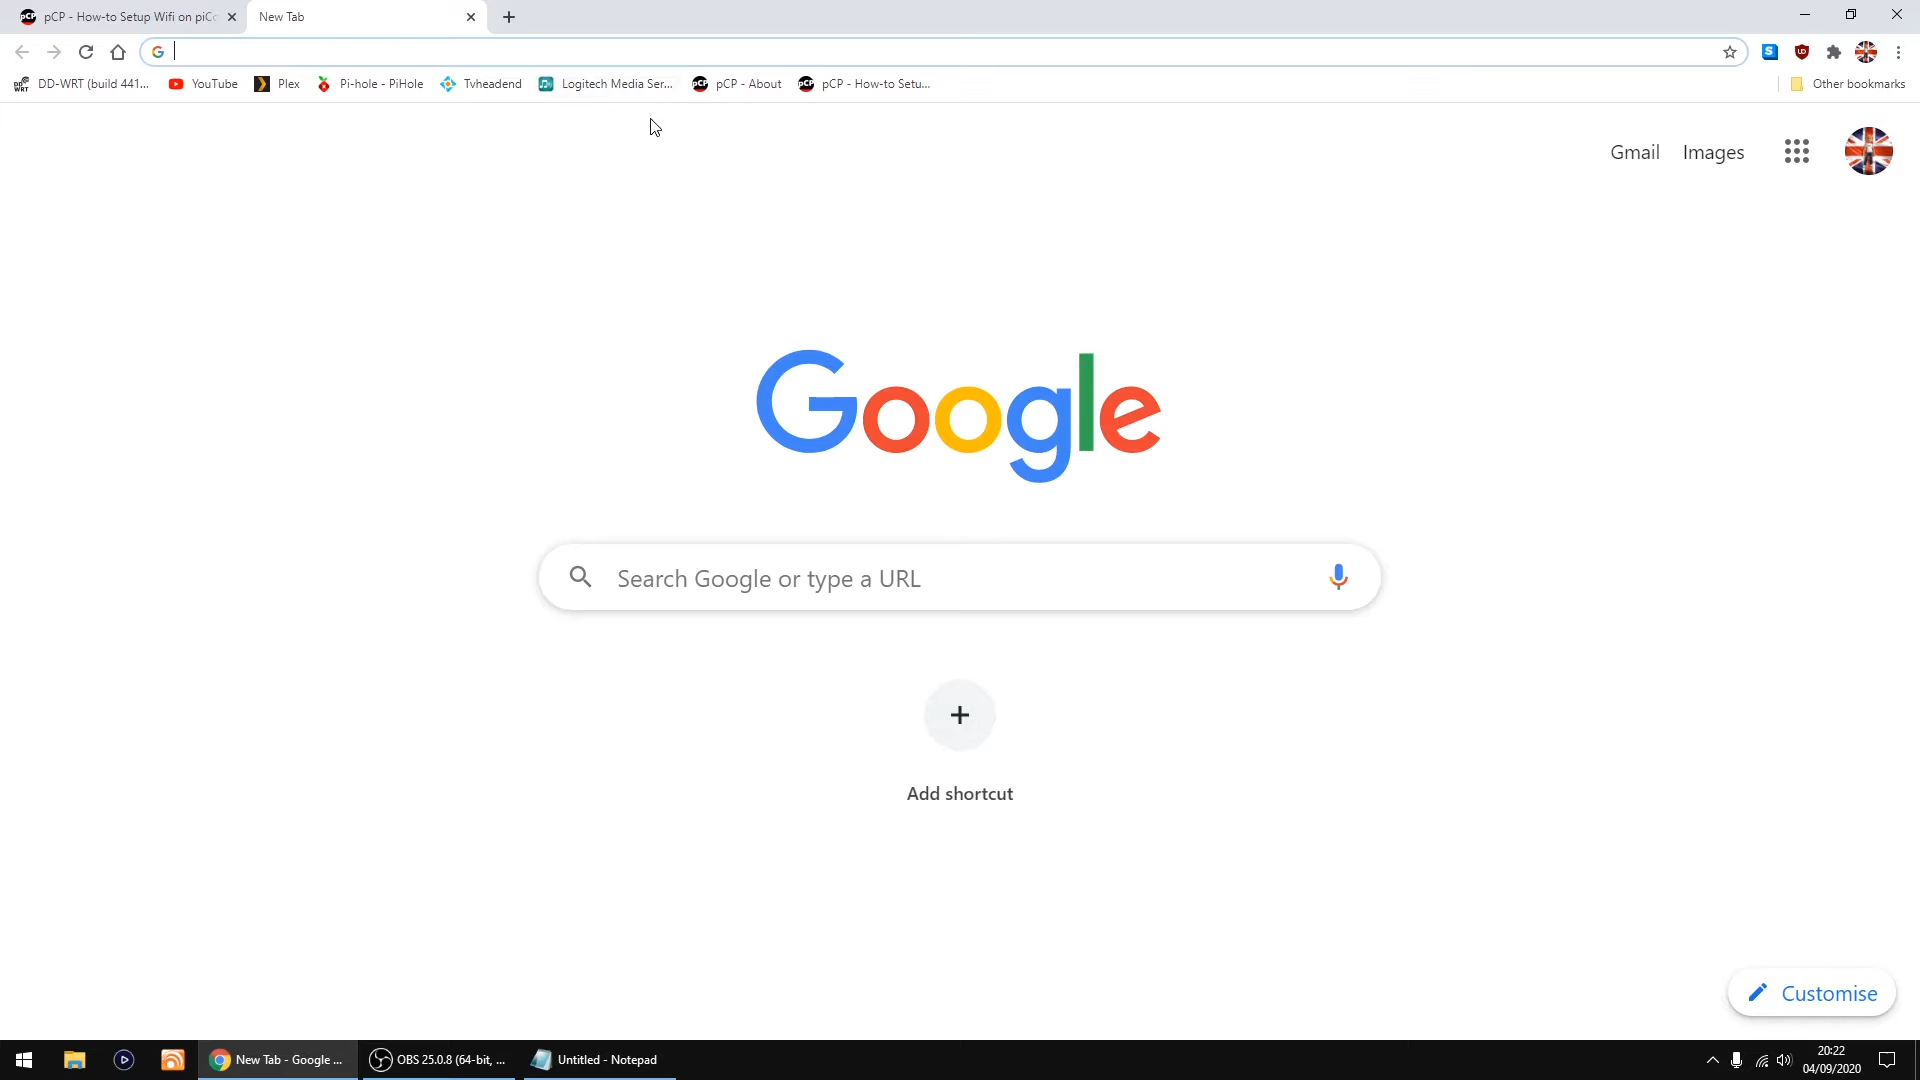 pCP - How-to Setup Wifi on piCo
New Tab
DD-WRT (build 441...
YouTube
Plex
Pi-hole - PiHole
Tvheadend
Logitech Media Ser...
pCP - About
pCP - How-to Setu...
Other bookmarks
Gmail
Images
Google
Search Google or type a URL
Add shortcut
Customise
New Tab - Google ...
OBS 25.0.8 (64-bit, ...
Untitled - Notepad
20:22
04/09/2020